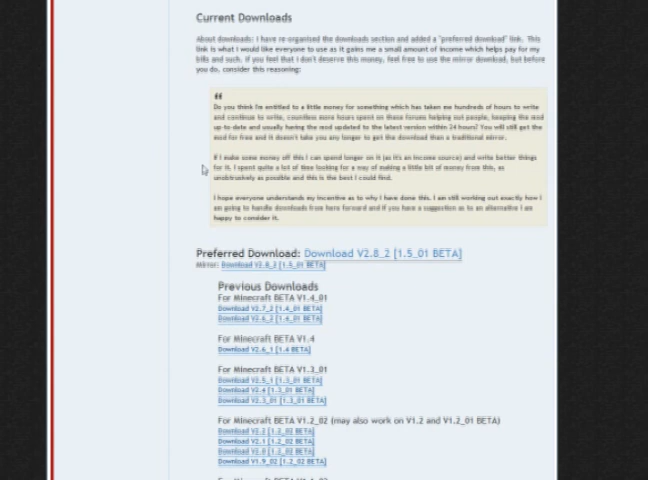 Current Downloads
About downloads: I have re-organised the downloads section and added a "preferred download" link. This
link is what I would like everyone to use as it gains me a small amount of income which helps pay for my
bills and such. If you feel that I don't deserve this money, feel free to use the mirror download, but before
you do, consider this reasoning:
“
Do you think I'm entitled to a little money for something which has taken me hundreds of hours to write
and continue to write, countless more hours spent on these forums helping out people, keeping the mod
up-to-date and usually having the mod updated to the latest version within 24 hours? You will still get the
mod for free and it doesn't take you any longer to get the download than a traditional mirror.
If I make some money off this I can spend longer on it (as it's an income source) and write better things
for it. I spent quite a lot of time looking for a way of making a little bit of money from this, as
unobtrusively as possible and this is the best I could find.
I hope everyone understands my incentive as to why I have done this. I am still working out exactly how I
am going to handle downloads from here forward and if you have a suggestion as to an alternative I am
happy to consider it.
Preferred Download: Download V2.8_2 [1.5_01 BETA]
Mirror: Download V2.8_2 [1.5_01 BETA]
Previous Downloads
For Minecraft BETA V1.4_01
Download V2.7_2 [1.4_01 BETA]
Download V2.6_2 [1.4_01 BETA]
For Minecraft BETA V1.4
Download V2.6_1 [1.4 BETA]
For Minecraft BETA V1.3_01
Download V2.5_1 [1.3_01 BETA]
Download V2.4 [1.3_01 BETA]
Download V2.3_01 [1.3_01 BETA]
For Minecraft BETA V1.2_02 (may also work on V1.2 and V1.2_01 BETA)
Download V2.2 [1.2_02 BETA]
Download V2.1 [1.2_02 BETA]
Download V2.0 [1.2_02 BETA]
Download V1.9_02 [1.2_02 BETA]